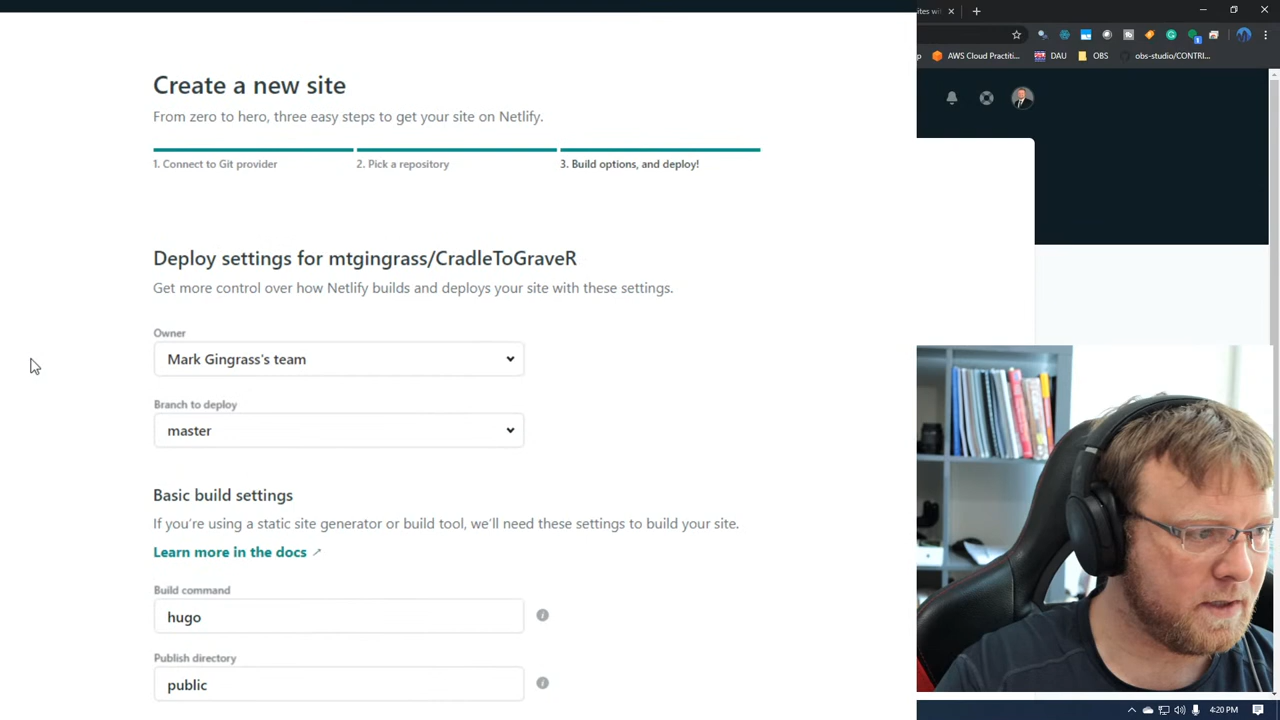 ites wi
Create a new site
From zero to hero, three easy steps to get your site on Netlify.
1. Connect to Git provider
2. Pick a repository
3. Build options, and deploy!
Deploy settings for mtgingrass/CradleToGraveR
Get more control over how Netlify builds and deploys your site with these settings.
Owner
Mark Gingrass's team
Branch to deploy
master
Basic build settings
If you're using a static site generator or build tool, we'll need these settings to build your site.
Learn more in the docs
Build command
hugo
Publish directory
public
p AWS Cloud Practiti... DAU OBS obs-studio/CONTRI...
4:20 PM